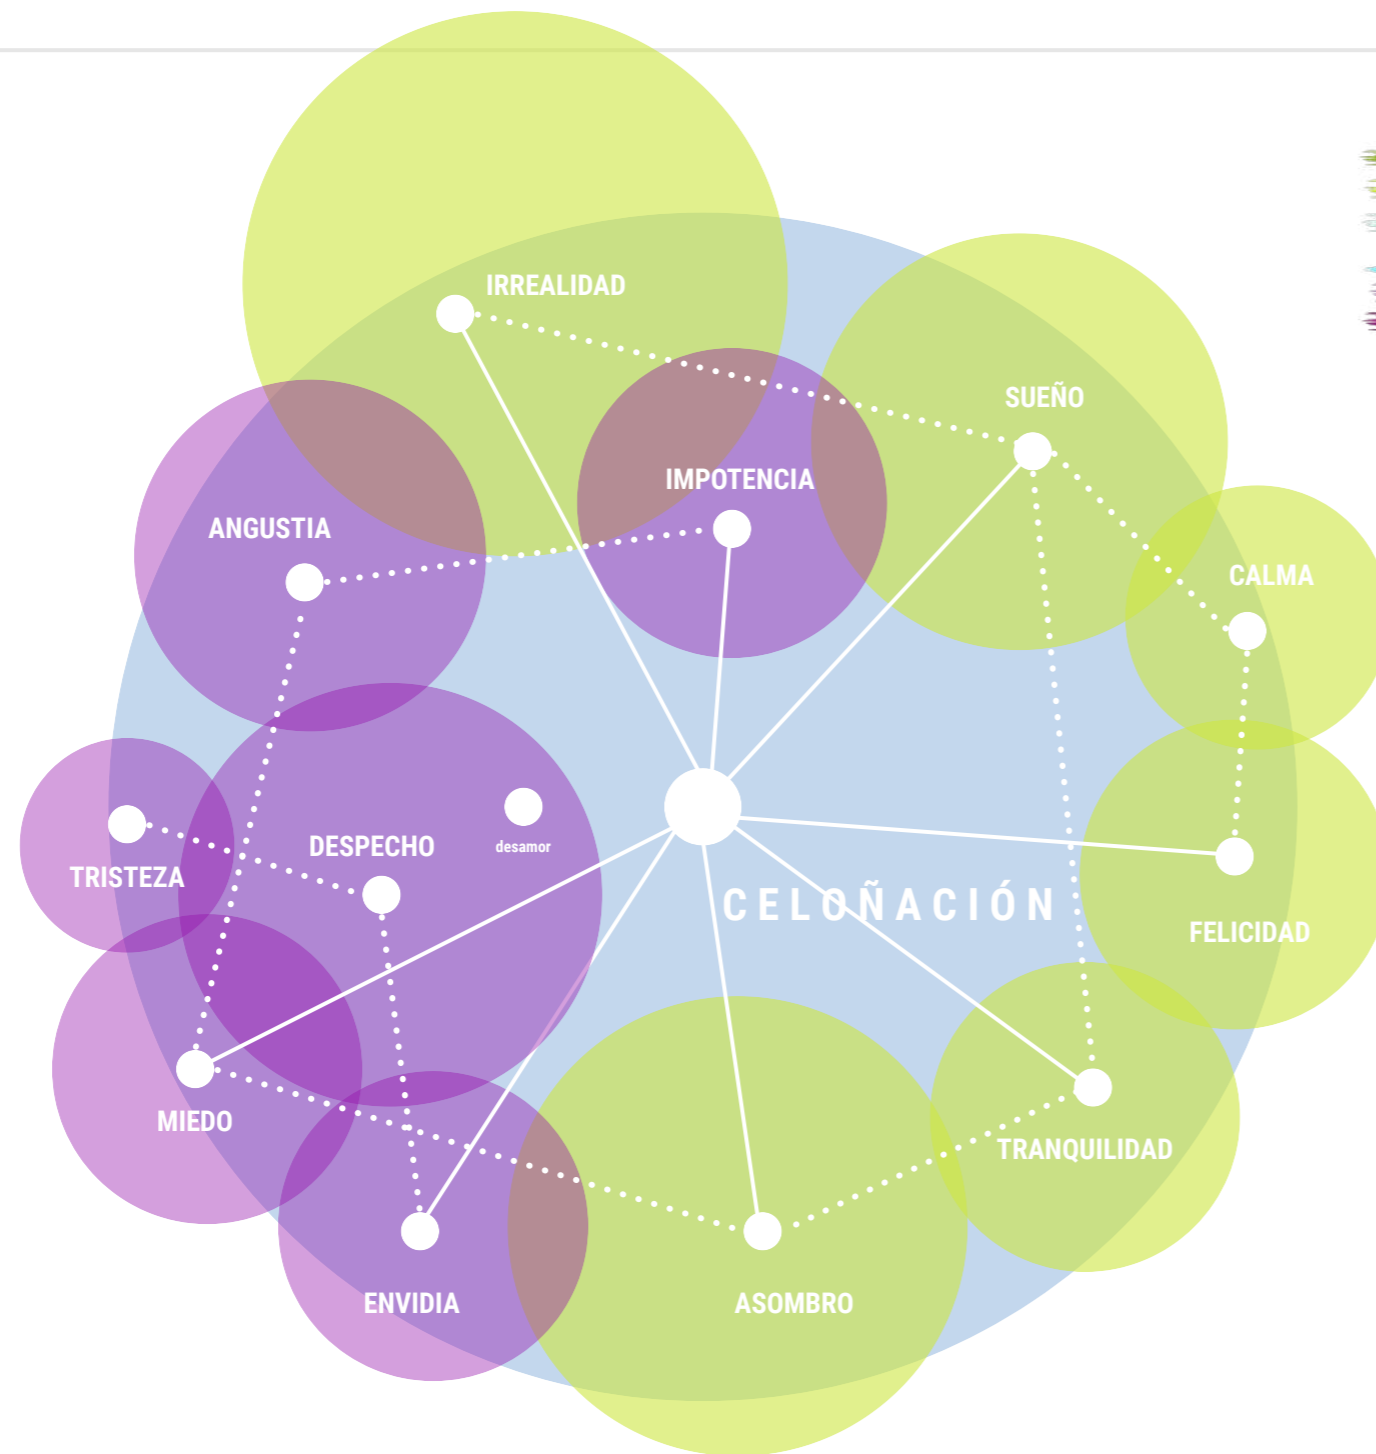 IRREALIDAD
SUEÑO
IMPOTENCIA
ANGUSTIA
CALMA
DESPECHO
desamor
TRISTEZA
CELOÑACIÓN
FELICIDAD
MIEDO
TRANQUILIDAD
ENVIDIA
ASOMBRO